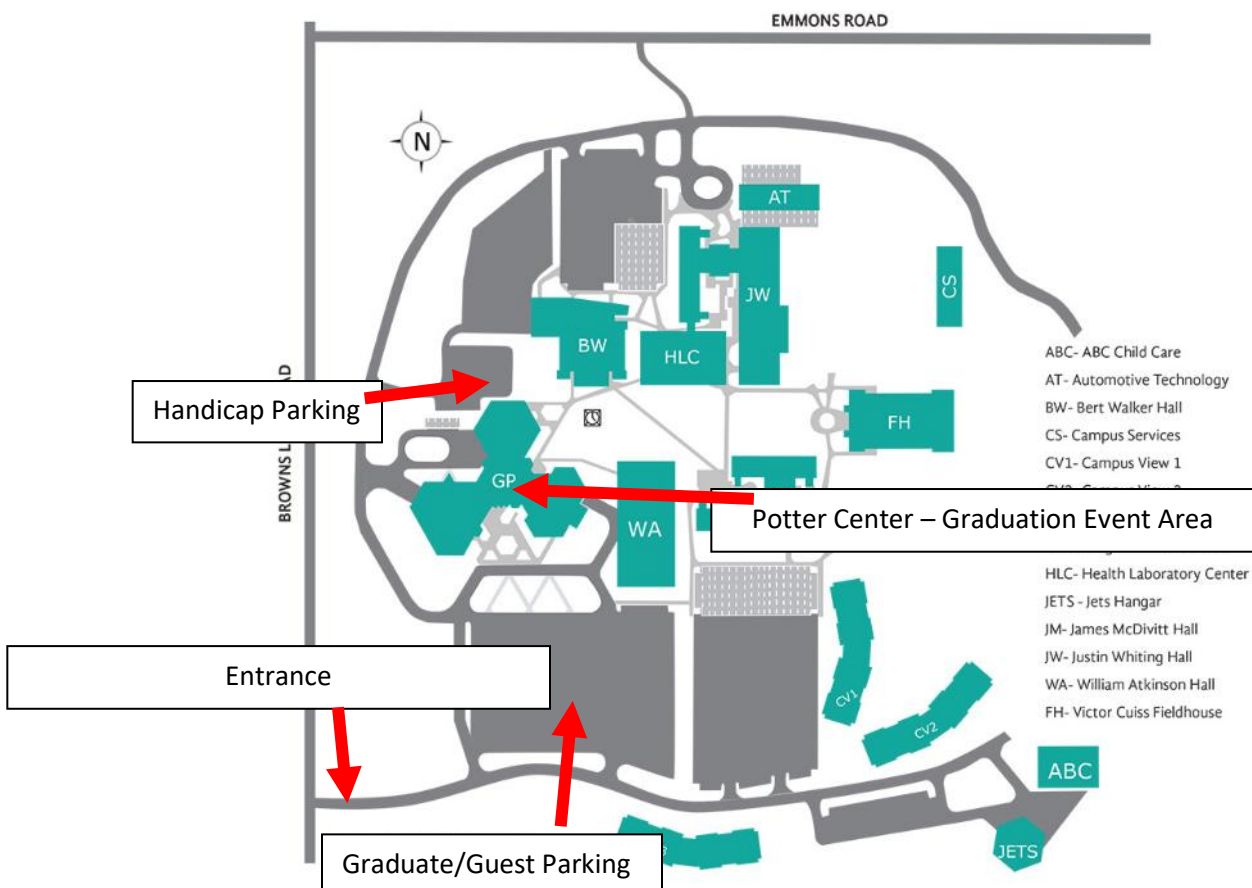 EMMONS ROAD
N
AT
CS
JW
BW
HLC
ABC- ABC Child Care
AT- Automotive Technology
BW- Bert Walker Hall
CS- Campus Services
CV1- Campus View 1
Handicap Parking
FH
BROWNS L
AD
GP
WA
Potter Center – Graduation Event Area
HLC- Health Laboratory Center
JETS - Jets Hangar
JM- James McDivitt Hall
JW- Justin Whiting Hall
WA- William Atkinson Hall
FH- Victor Cuiss Fieldhouse
Entrance
CV1
CV2
ABC
JETS
Graduate/Guest Parking